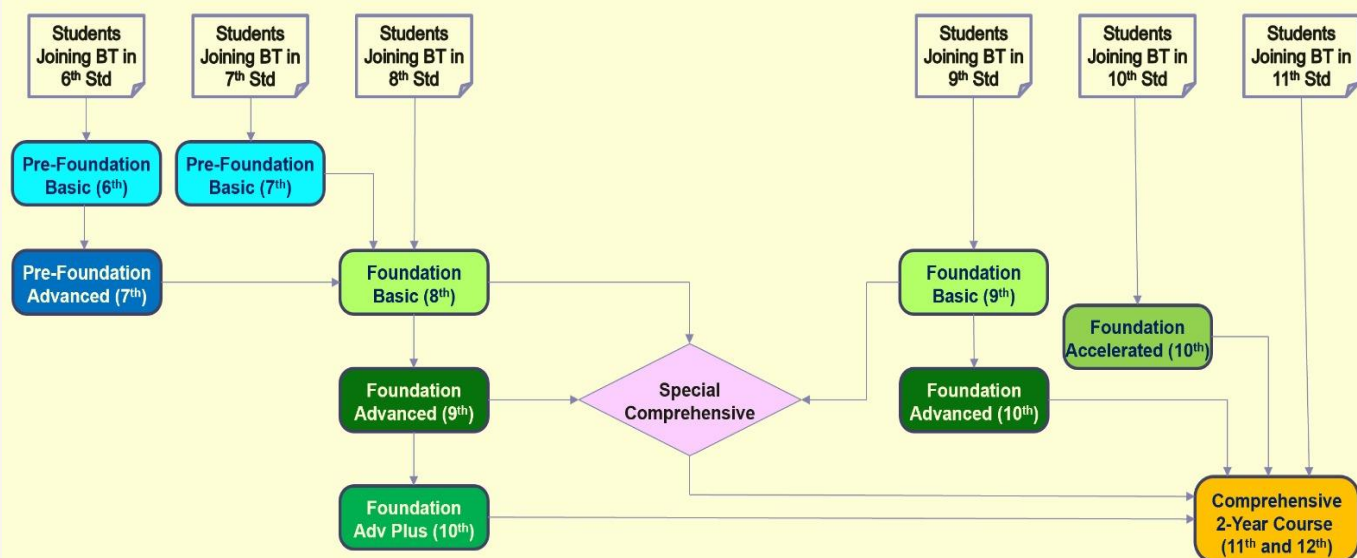 Students
Joining BT in
6th Std
Students
Joining BT in
7th Std
Students
Joining BT in
8th Std
Students
Joining BT in
9th Std
Students
Joining BT in
10th Std
Students
Joining BT in
11th Std
Pre-Foundation
Basic (6th)
Pre-Foundation
Basic (7th)
Pre-Foundation
Advanced (7th)
Foundation
Basic (8th)
Foundation
Basic (9th)
Foundation
Accelerated (10th)
Foundation
Advanced (9th)
Special
Comprehensive
Foundation
Advanced (10th)
Foundation
Adv Plus (10th)
Comprehensive
2-Year Course
(11th and 12th)